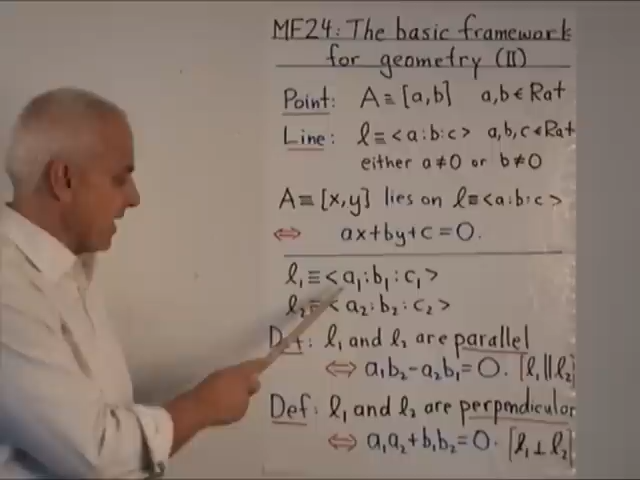 MF24: The basic framework
for geometry (II)
Point: A ≡ [a,b] a,b ∈ Rat
Line: ℓ ≡ <a:b:c> a,b,c ∈ Rat
either a≠0 or b≠0
A ≡ [x,y] lies on ℓ ≡ <a:b:c>
⇔ ax+by+c=0.
ℓ₁ ≡ <a₁:b₁:c₁>
ℓ₂ ≡ <a₂:b₂:c₂>
Def: ℓ₁ and ℓ₂ are parallel
⇔ a₁b₂-a₂b₁=0. [ℓ₁∥ℓ₂]
Def: ℓ₁ and ℓ₂ are perpendicular
⇔ a₁a₂+b₁b₂=0. [ℓ₁⊥ℓ₂]